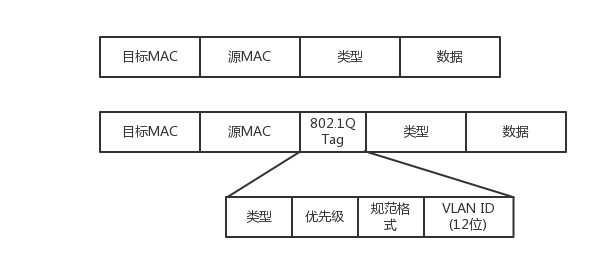 目标MAC 源MAC 类型 数据
目标MAC 源MAC 802.1Q
Tag 类型 数据
类型 优先级 规范格
式 VLAN ID
(12位)